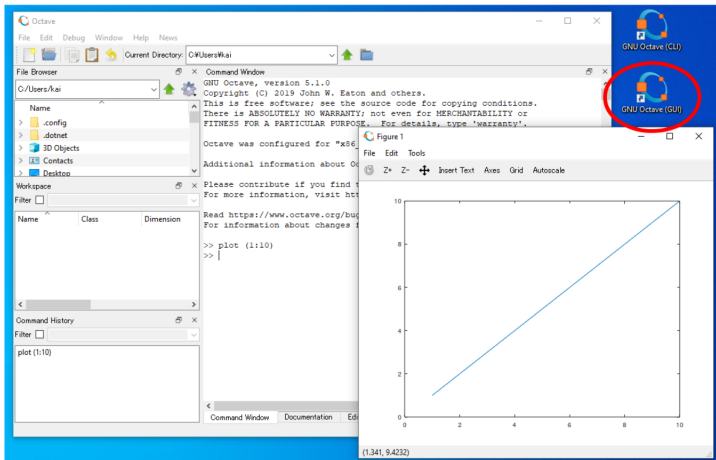 Octave
File Edit Debug Window Help News
Current Directory: C:¥Users¥kai
File Browser
C:/Users/kai
Name
.config
.dotnet
3D Objects
Contacts
Desktop
Workspace
Filter
Name Class Dimension
Command History
Filter
plot (1:10)
Command Window
GNU Octave, version 5.1.0
Copyright (C) 2019 John W. Eaton and others.
This is free software; see the source code for copying conditions.
There is ABSOLUTELY NO WARRANTY; not even for MERCHANTABILITY or
FITNESS FOR A PARTICULAR PURPOSE. For details, type 'warranty'.
Octave was configured for "x86_
Additional information about Oc
Please contribute if you find t
For more information, visit htt
Read https://www.octave.org/bug
For information about changes f
>> plot (1:10)
>>
Command Window Documentation Edi
Figure 1
File Edit Tools
Z+ Z- Insert Text Axes Grid Autoscale
10
8
6
4
2
0
0 2 4 6 8 10
(1.341, 9.4232)
GNU Octave (CLI)
GNU Octave (GUI)